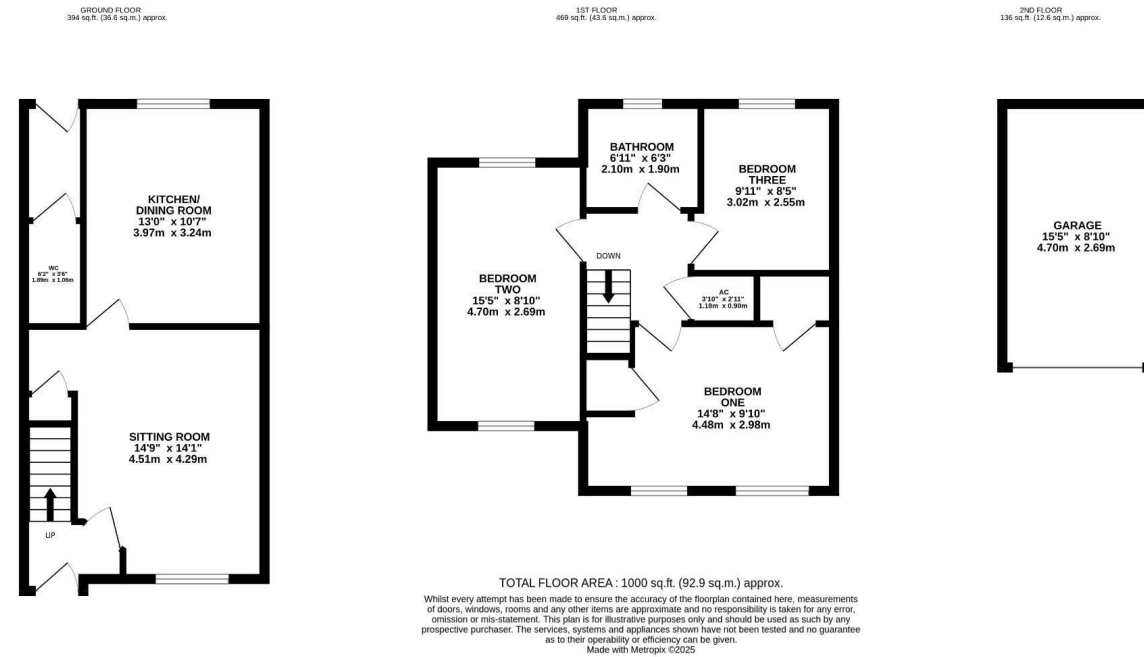 GROUND FLOOR
394 sq.ft. (36.6 sq.m.) approx.
1ST FLOOR
469 sq.ft. (43.6 sq.m.) approx.
2ND FLOOR
136 sq.ft. (12.6 sq.m.) approx.
KITCHEN/
DINING ROOM
13'0" x 10'7"
3.97m x 3.24m
WC
6'2" x 3'6"
1.89m x 1.06m
SITTING ROOM
14'9" x 14'1"
4.51m x 4.29m
UP
BATHROOM
6'11" x 6'3"
2.10m x 1.90m
BEDROOM
THREE
9'11" x 8'5"
3.02m x 2.55m
DOWN
BEDROOM
TWO
15'5" x 8'10"
4.70m x 2.69m
AC
3'10" x 2'11"
1.18m x 0.90m
BEDROOM
ONE
14'8" x 9'10"
4.48m x 2.98m
GARAGE
15'5" x 8'10"
4.70m x 2.69m
TOTAL FLOOR AREA : 1000 sq.ft. (92.9 sq.m.) approx.
Whilst every attempt has been made to ensure the accuracy of the floorplan contained here, measurements
of doors, windows, rooms and any other items are approximate and no responsibility is taken for any error,
omission or mis-statement. This plan is for illustrative purposes only and should be used as such by any
prospective purchaser. The services, systems and appliances shown have not been tested and no guarantee
as to their operability or efficiency can be given.
Made with Metropix ©2025